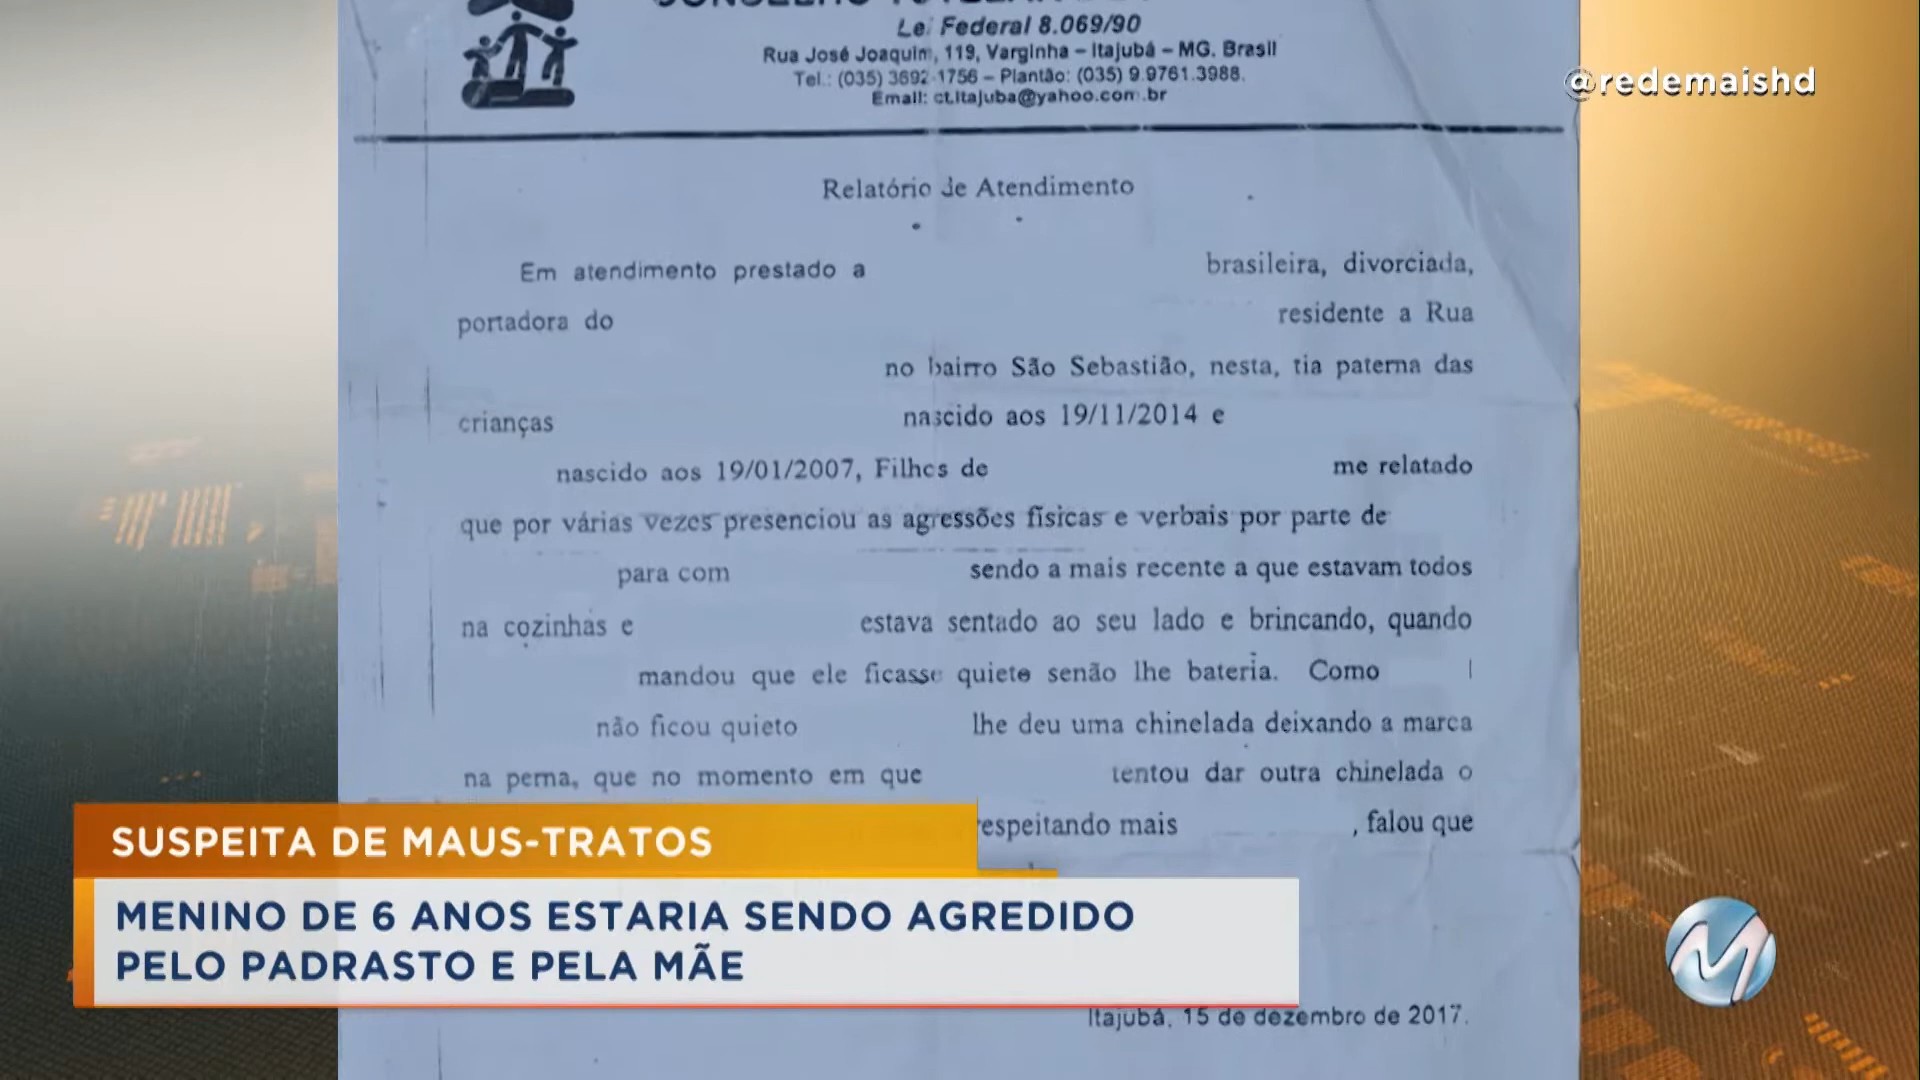 Lei Federal 8.069/90
Rua José Joaquim, 119, Varginha – Itajubá – MG. Brasil
Tel.: (035) 3692-1756 – Plantão: (035) 9.9761.3988.
Email: ct.itajuba@yahoo.com.br
@redemaishd
Relatório de Atendimento
Em atendimento prestado a brasileira, divorciada,
portadora do residente a Rua
no bairro São Sebastião, nesta, tia paterna das
crianças nascido aos 19/11/2014 e
nascido aos 19/01/2007, Filhos de me relatado
que por várias vezes presenciou as agressões físicas e verbais por parte de
para com sendo a mais recente a que estavam todos
na cozinhas e estava sentado ao seu lado e brincando, quando
mandou que ele ficasse quieto senão lhe bateria. Como
não ficou quieto lhe deu uma chinelada deixando a marca
na perna, que no momento em que tentou dar outra chinelada o
espeitando mais , falou que
SUSPEITA DE MAUS-TRATOS
MENINO DE 6 ANOS ESTARIA SENDO AGREDIDO
PELO PADRASTO E PELA MÃE
Itajubá, 15 de dezembro de 2017.